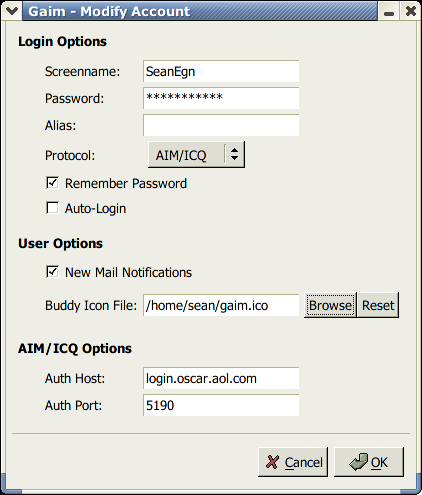 Gaim - Modify Account
Login Options
Screenname: SeanEgn
Password: ***********
Alias:
Protocol: AIM/ICQ
Remember Password
Auto-Login
User Options
New Mail Notifications
Buddy Icon File: /home/sean/gaim.ico Browse Reset
AIM/ICQ Options
Auth Host: login.oscar.aol.com
Auth Port: 5190
Cancel OK